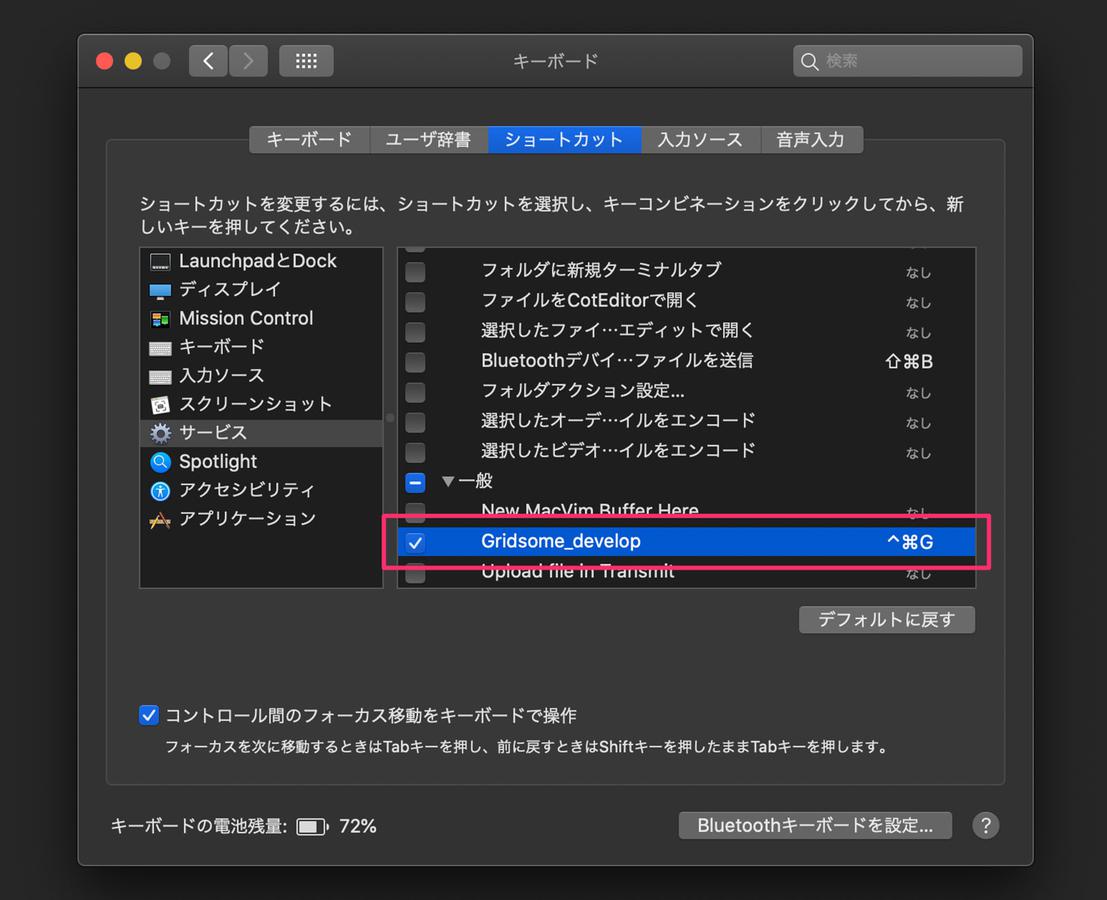 キーボード
検索
キーボード
ユーザ辞書
ショートカット
入力ソース
音声入力
ショートカットを変更するには、ショートカットを選択し、キーコンビネーションをクリックしてから、新
しいキーを押してください。
LaunchpadとDock
ディスプレイ
Mission Control
キーボード
入力ソース
スクリーンショット
サービス
Spotlight
アクセシビリティ
アプリケーション
フォルダに新規ターミナルタブ なし
ファイルをCotEditorで開く なし
選択したファイ…エディットで開く なし
Bluetoothデバイ…ファイルを送信 ⇧⌘B
フォルダアクション設定... なし
選択したオーデ…イルをエンコード なし
選択したビデオ…イルをエンコード なし
▼一般
New MacVim Buffer Here なし
Gridsome_develop ^⌘G
Upload file in Transmit なし
デフォルトに戻す
コントロール間のフォーカス移動をキーボードで操作
フォーカスを次に移動するときはTabキーを押し、前に戻すときはShiftキーを押したままTabキーを押します。
キーボードの電池残量: 72%
Bluetoothキーボードを設定...
?